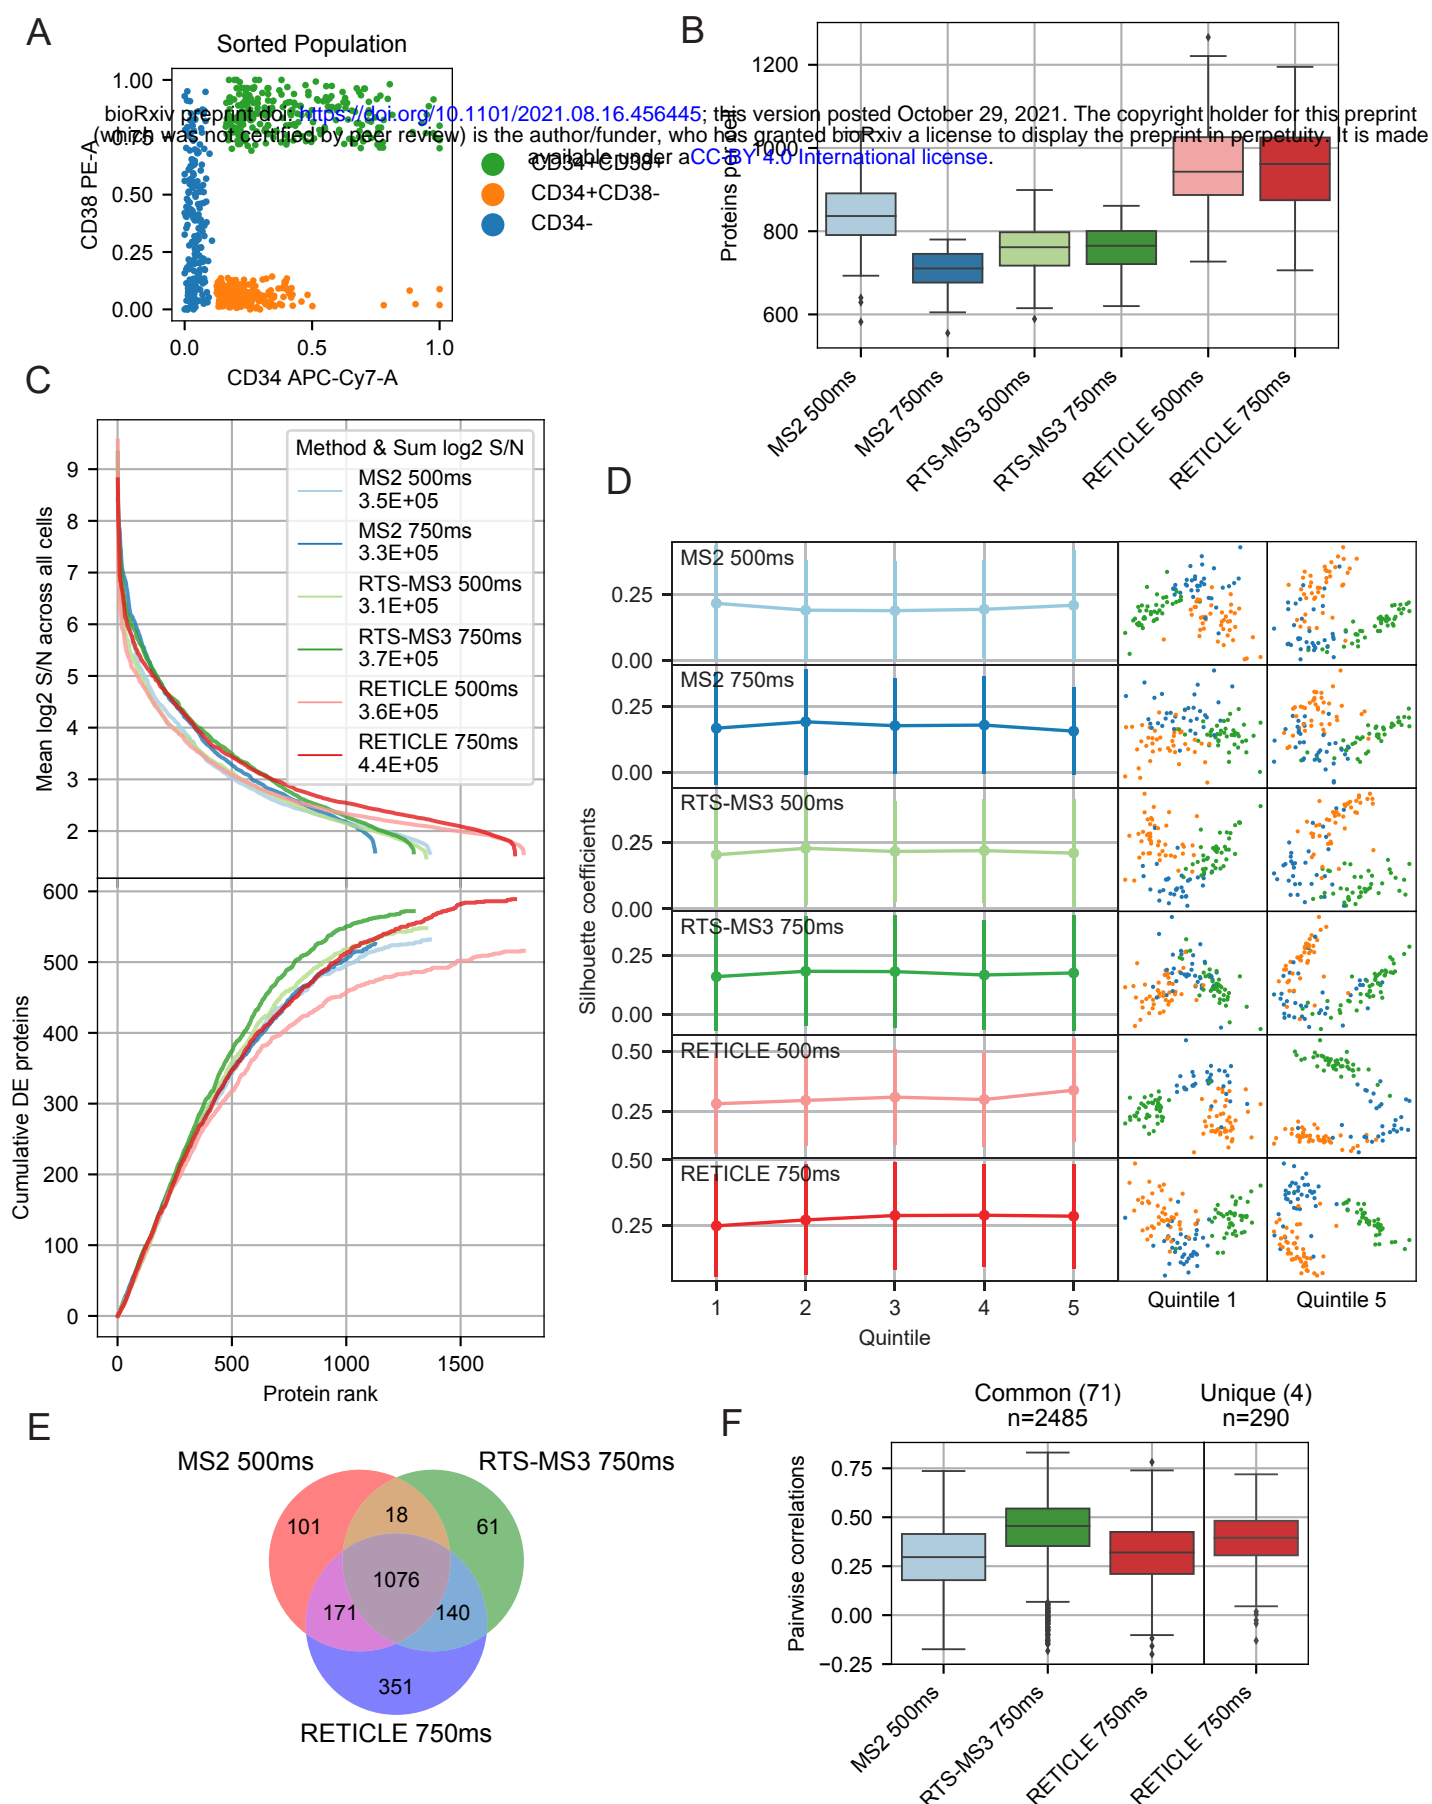 A
Sorted Population
1.00
0.75
0.50
0.25
0.00
CD38 PE-A
0.0
0.5
1.0
CD34 APC-Cy7-A
CD34+CD38+
CD34+CD38-
CD34-
bioRxiv preprint doi: https://doi.org/10.1101/2021.08.16.456445; this version posted October 29, 2021. The copyright holder for this preprint
(which was not certified by peer review) is the author/funder, who has granted bioRxiv a license to display the preprint in perpetuity. It is made
available under aCC-BY 4.0 International license.
B
1200
1000
800
600
Proteins per
MS2 500ms
MS2 750ms
RTS-MS3 500ms
RTS-MS3 750ms
RETICLE 500ms
RETICLE 750ms
C
Method & Sum log2 S/N
MS2 500ms
3.5E+05
MS2 750ms
3.3E+05
RTS-MS3 500ms
3.1E+05
RTS-MS3 750ms
3.7E+05
RETICLE 500ms
3.6E+05
RETICLE 750ms
4.4E+05
9
8
7
6
5
4
3
2
Mean log2 S/N across all cells
600
500
400
300
200
100
0
Cumulative DE proteins
0
500
1000
1500
Protein rank
D
MS2 500ms
0.25
0.00
MS2 750ms
0.25
0.00
RTS-MS3 500ms
0.25
0.00
RTS-MS3 750ms
0.25
0.00
RETICLE 500ms
0.50
0.25
RETICLE 750ms
0.50
0.25
Silhouette coefficients
1
2
3
4
5
Quintile
Quintile 1
Quintile 5
E
MS2 500ms
RTS-MS3 750ms
101
18
61
1076
171
140
351
RETICLE 750ms
F
Common (71)
n=2485
Unique (4)
n=290
0.75
0.50
0.25
0.00
−0.25
Pairwise correlations
MS2 500ms
RTS-MS3 750ms
RETICLE 750ms
RETICLE 750ms